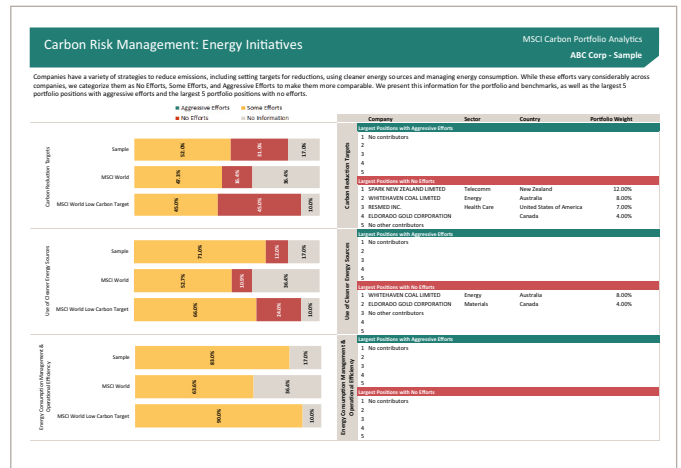 Carbon Risk Management: Energy Initiatives
MSCI Carbon Portfolio Analytics
ABC Corp - Sample
Companies have a variety of strategies to reduce emissions, including setting targets for reductions, using cleaner energy sources and managing energy consumption. While these efforts vary considerably across
companies, we categorize them as No Efforts, Some Efforts, and Aggressive Efforts to make them more comparable. We present this information for the portfolio and benchmarks, as well as the largest 5
portfolio positions with aggressive efforts and the largest 5 portfolio positions with no efforts.
Aggressive Efforts Some Efforts
No Efforts No Information
Carbon Reduction Targets
Sample 52.0% 31.0% 17.0%
MSCI World 47.3% 16.4% 36.4%
MSCI World Low Carbon Target 45.0% 45.0% 10.0%
Use of Cleaner Energy Sources
Sample 71.0% 12.0% 17.0%
MSCI World 52.7% 10.9% 36.4%
MSCI World Low Carbon Target 66.0% 24.0% 10.0%
Energy Consumption Management &
Operational Efficiency
Sample 83.0% 17.0%
MSCI World 63.6% 36.4%
MSCI World Low Carbon Target 90.0% 10.0%
Company Sector Country Portfolio Weight
Carbon Reduction Targets
Largest Positions with Aggressive Efforts
1 No contributors
2
3
4
5
Largest Positions with No Efforts
1 SPARK NEW ZEALAND LIMITED Telecomm New Zealand 12.00%
2 WHITEHAVEN COAL LIMITED Energy Australia 8.00%
3 RESMED INC. Health Care United States of America 7.00%
4 ELDORADO GOLD CORPORATION Canada 4.00%
5 No other contributors
Use of Cleaner Energy Sources
Largest Positions with Aggressive Efforts
1 No contributors
2
3
4
5
Largest Positions with No Efforts
1 WHITEHAVEN COAL LIMITED Energy Australia 8.00%
2 ELDORADO GOLD CORPORATION Materials Canada 4.00%
3 No other contributors
4
5
Energy Consumption Management &
Operational Efficiency
Largest Positions with Aggressive Efforts
1 No contributors
2
3
4
5
Largest Positions with No Efforts
1 No contributors
2
3
4
5